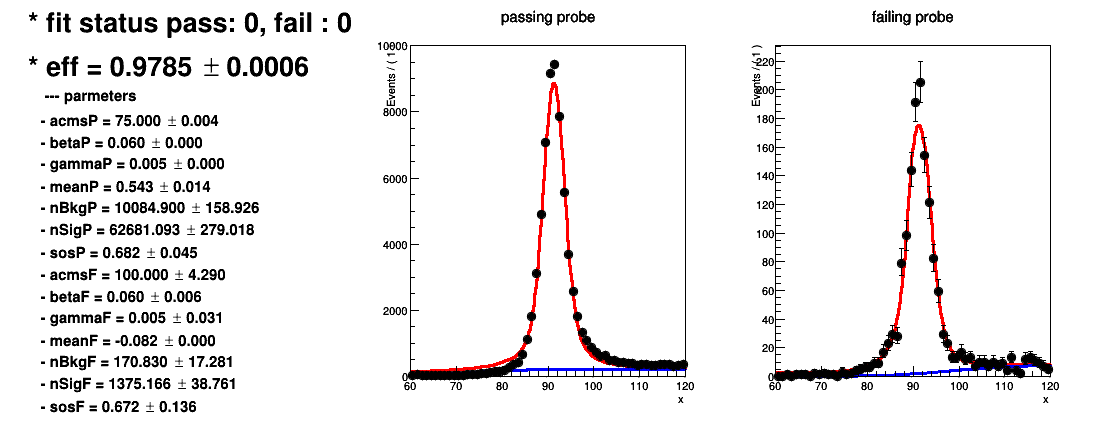 * fit status pass: 0, fail : 0
* eff = 0.9785 ± 0.0006
--- parmeters
- acmsP = 75.000 ± 0.004
- betaP = 0.060 ± 0.000
- gammaP = 0.005 ± 0.000
- meanP = 0.543 ± 0.014
- nBkgP = 10084.900 ± 158.926
- nSigP = 62681.093 ± 279.018
- sosP = 0.682 ± 0.045
- acmsF = 100.000 ± 4.290
- betaF = 0.060 ± 0.006
- gammaF = 0.005 ± 0.031
- meanF = -0.082 ± 0.000
- nBkgF = 170.830 ± 17.281
- nSigF = 1375.166 ± 38.761
- sosF = 0.672 ± 0.136
passing probe
Events / ( 1 )
10000
8000
6000
4000
2000
0
60 70 80 90 100 110 120
x
failing probe
Events / ( 1 )
220
200
180
160
140
120
100
80
60
40
20
0
60 70 80 90 100 110 120
x